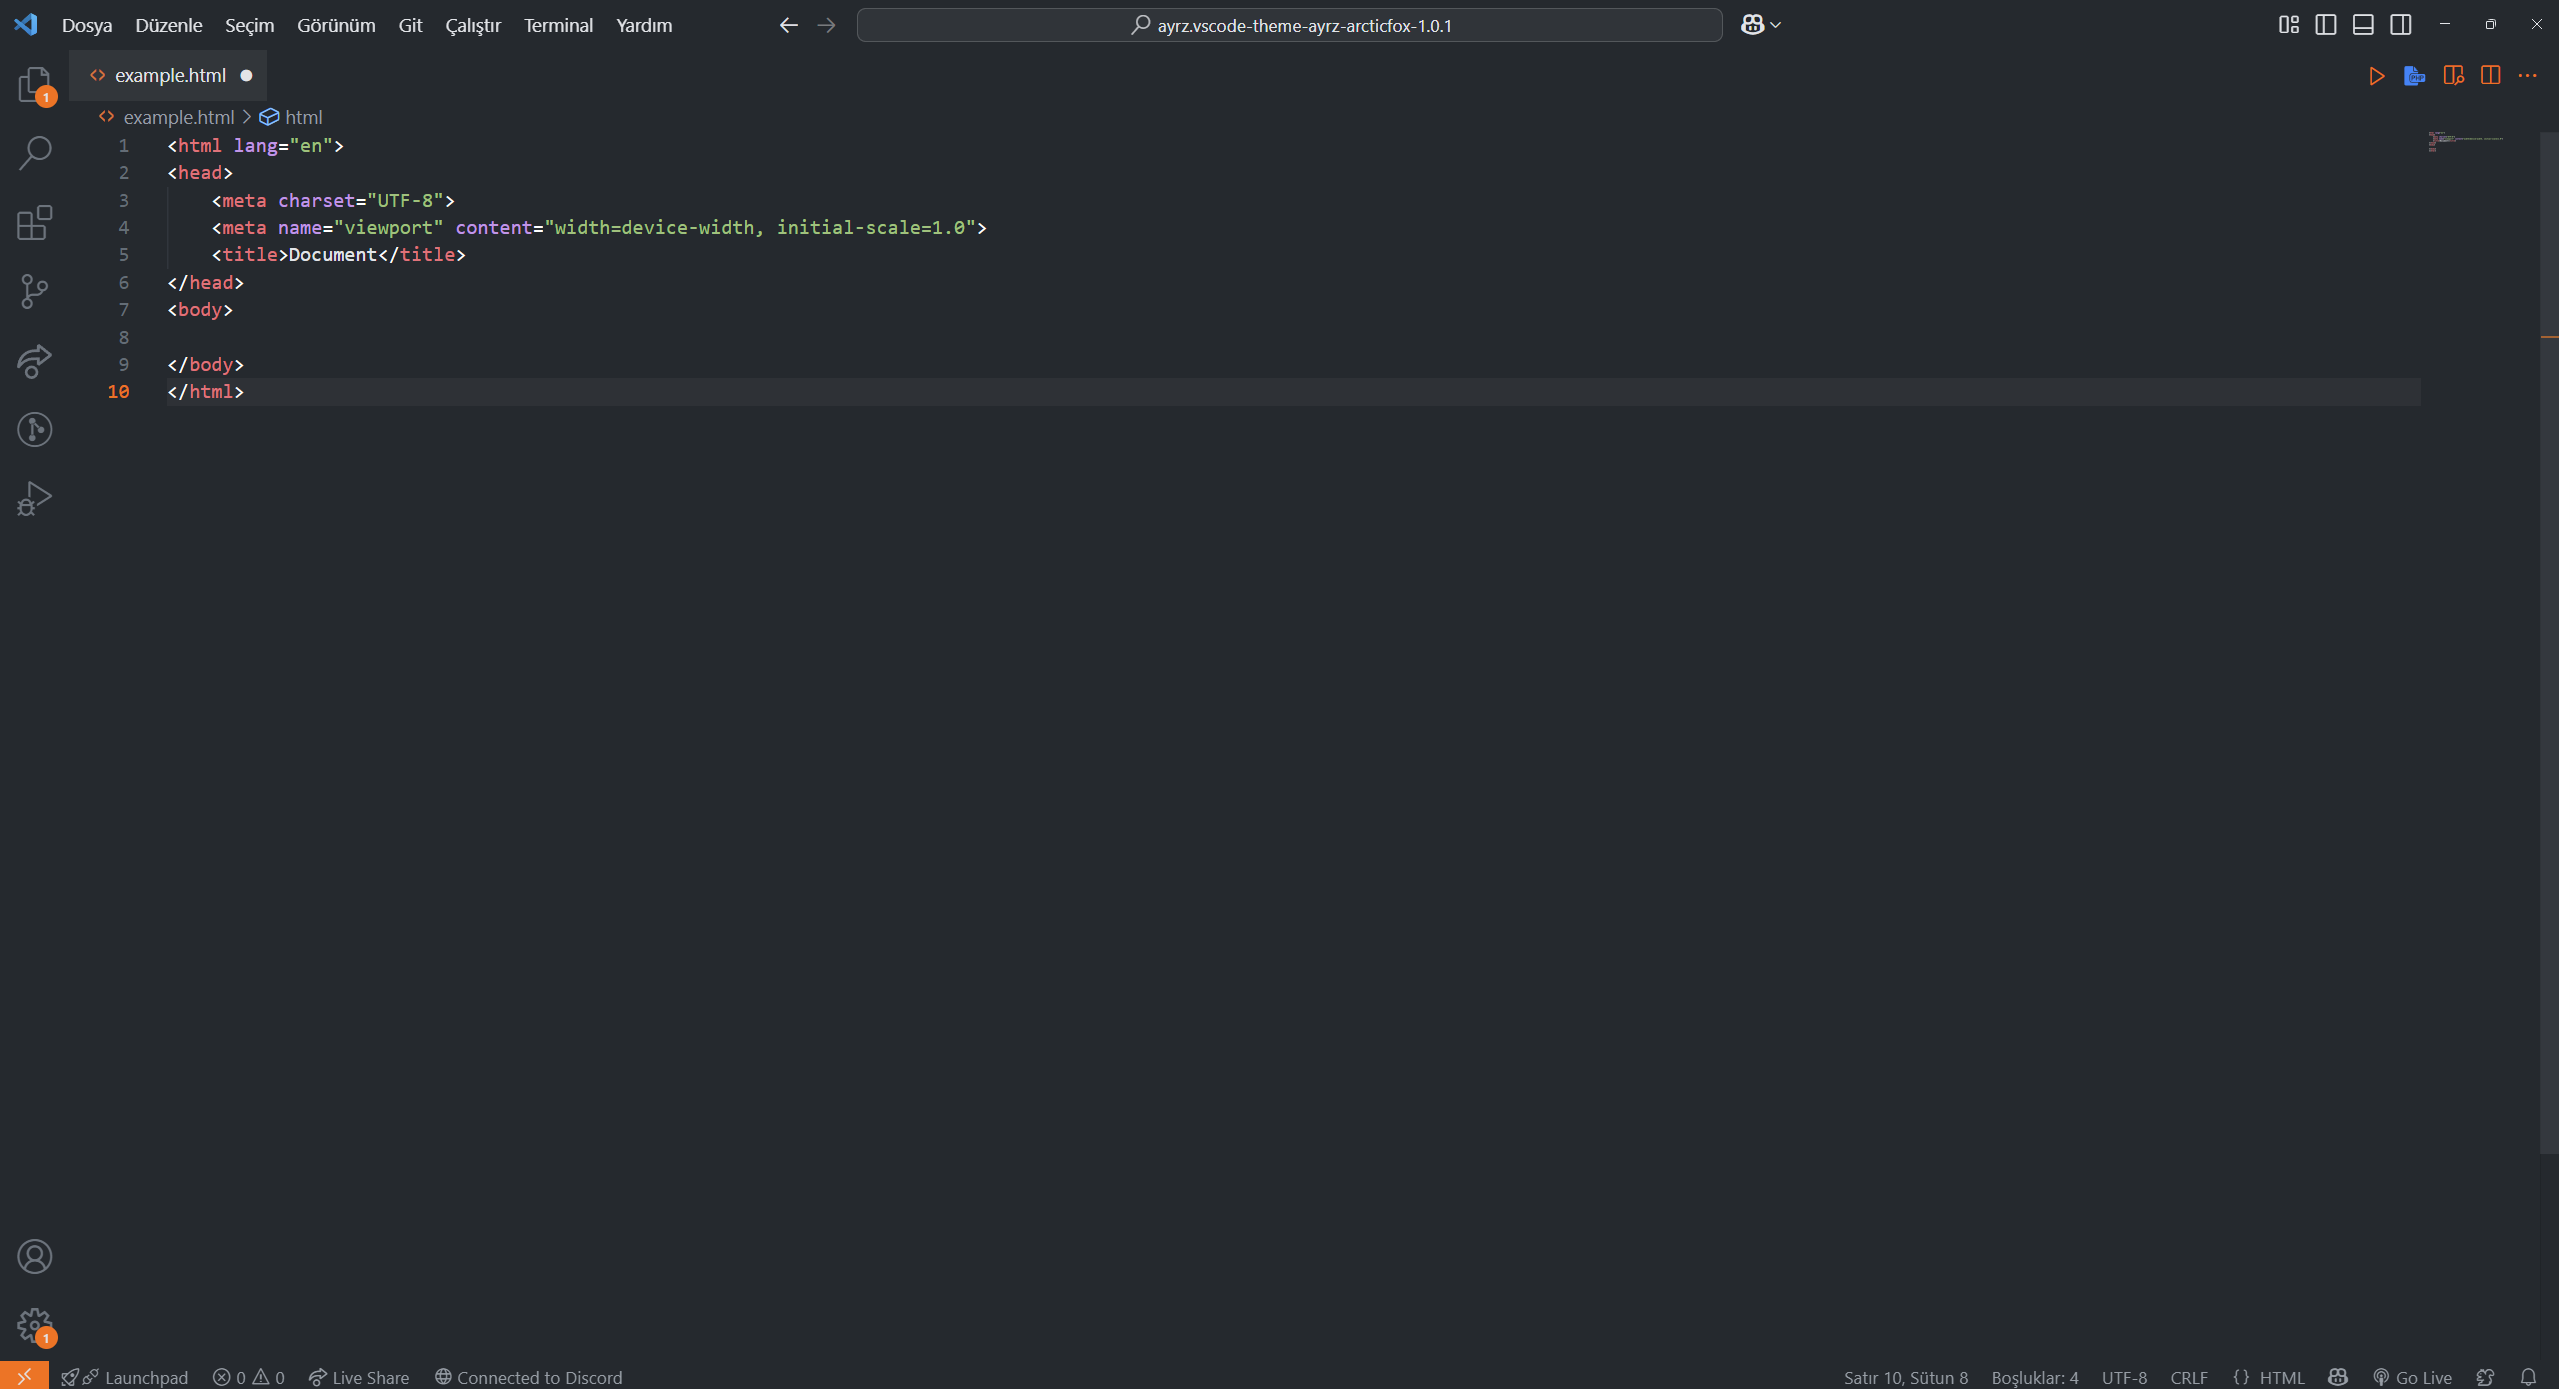 Dosya Düzenle Seçim Görünüm Git Çalıştır Terminal Yardım ayrz.vscode-theme-ayrz-arcticfox-1.0.1
example.html
PHP
1
example.html > html
1 <html lang="en">
2 <head>
3     <meta charset="UTF-8">
4     <meta name="viewport" content="width=device-width, initial-scale=1.0">
5     <title>Document</title>
6 </head>
7 <body>
8
9 </body>
10 </html>
1
Launchpad 0 0 Live Share Connected to Discord Satır 10, Sütun 8 Boşluklar: 4 UTF-8 CRLF {} HTML Go Live